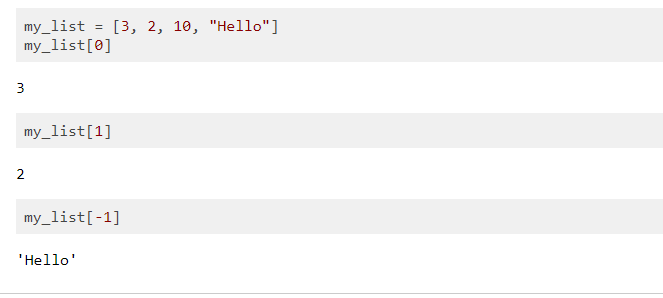 my_list = [3, 2, 10, "Hello"]
my_list[0]
3
my_list[1]
2
my_list[-1]
'Hello'